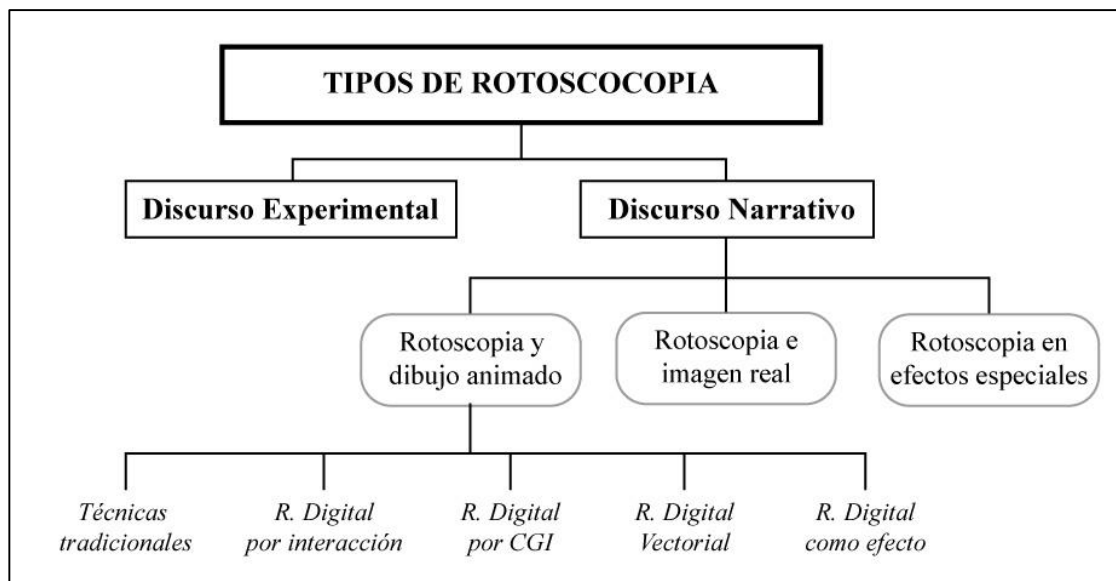 TIPOS DE ROTOSCOCOPIA
Discurso Experimental
Discurso Narrativo
Rotoscopia y
dibujo animado
Rotoscopia e
imagen real
Rotoscopia en
efectos especiales
Técnicas
tradicionales
R. Digital
por interacción
R. Digital
por CGI
R. Digital
Vectorial
R. Digital
como efecto